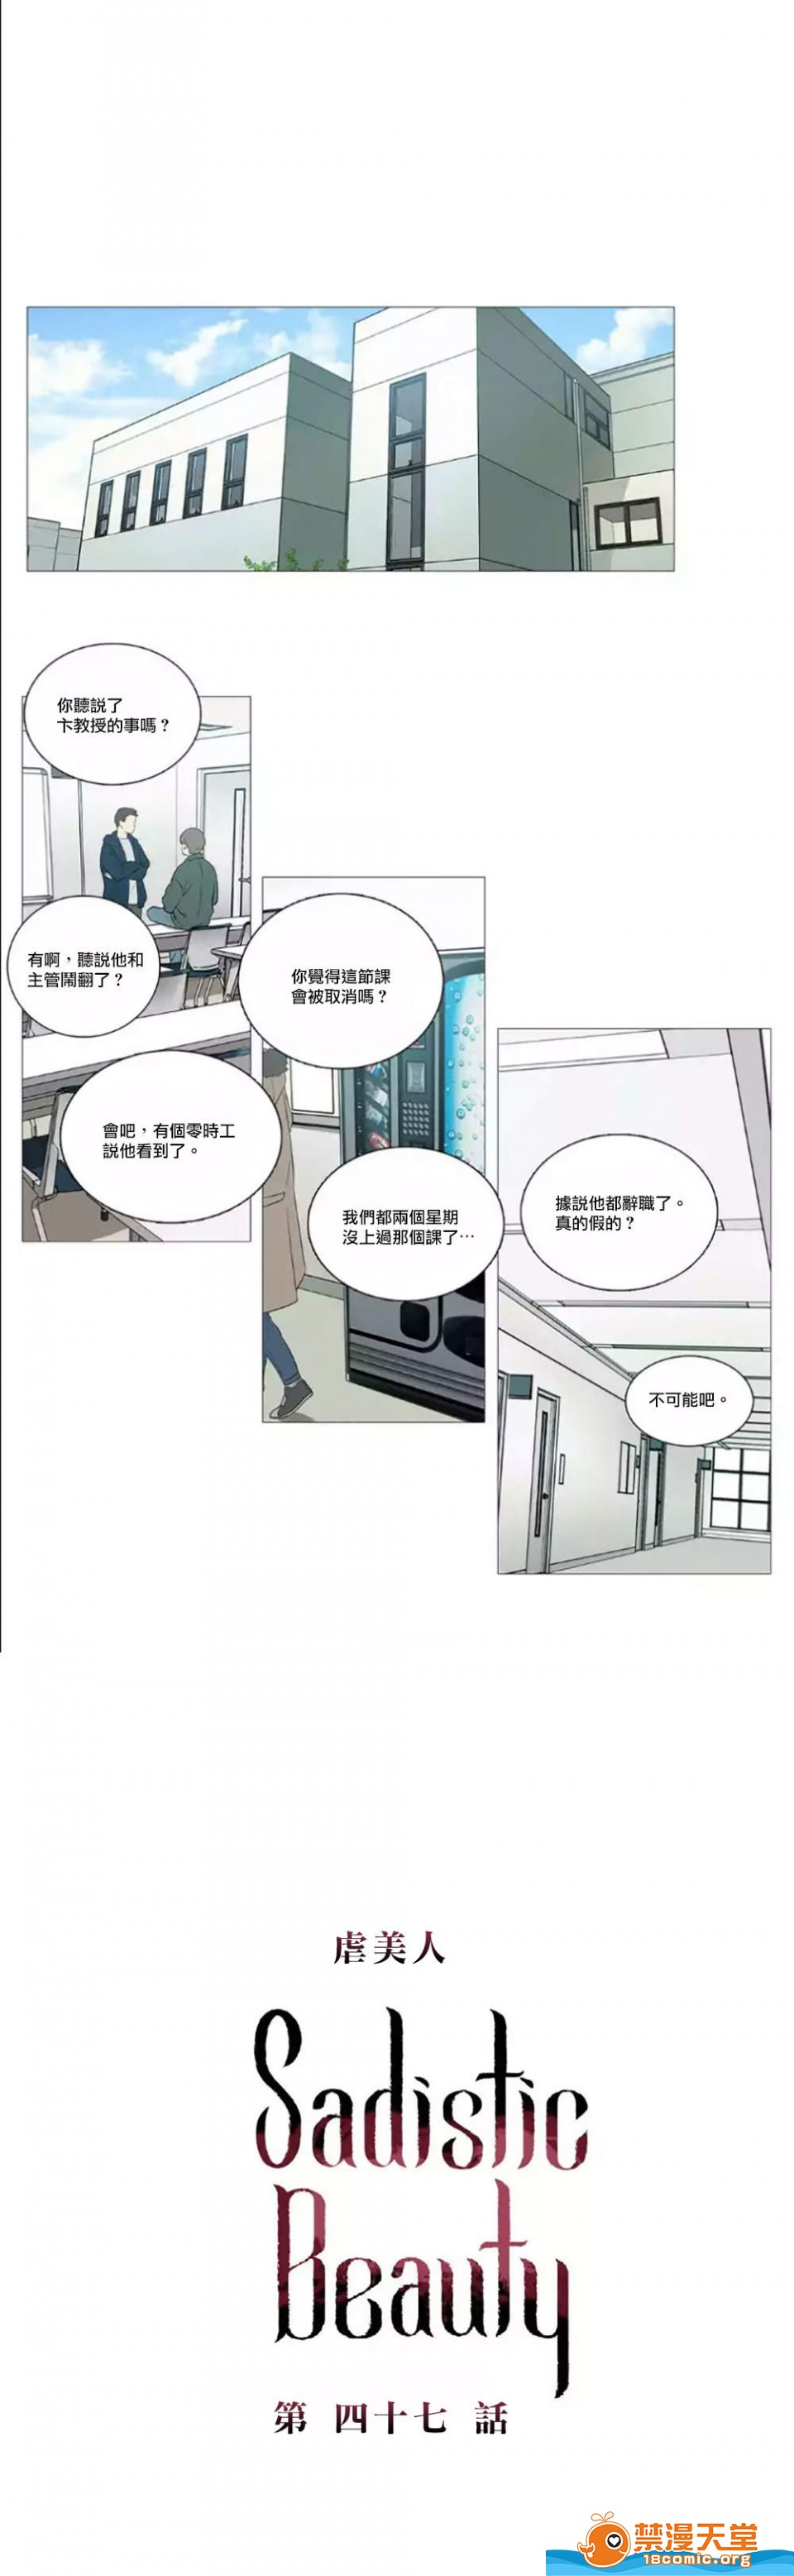 你聽説了
卞教授的事嗎？
有啊，聽説他和
主管鬧翻了？
會吧，有個零時工
説他看到了。
你覺得這節課
會被取消嗎？
我們都兩個星期
沒上過那個課了…
據説他都辭職了。
真的假的？
不可能吧。
虐美人
Sadistic
Beauty
第 四十七 話
禁漫天堂
18comic.org